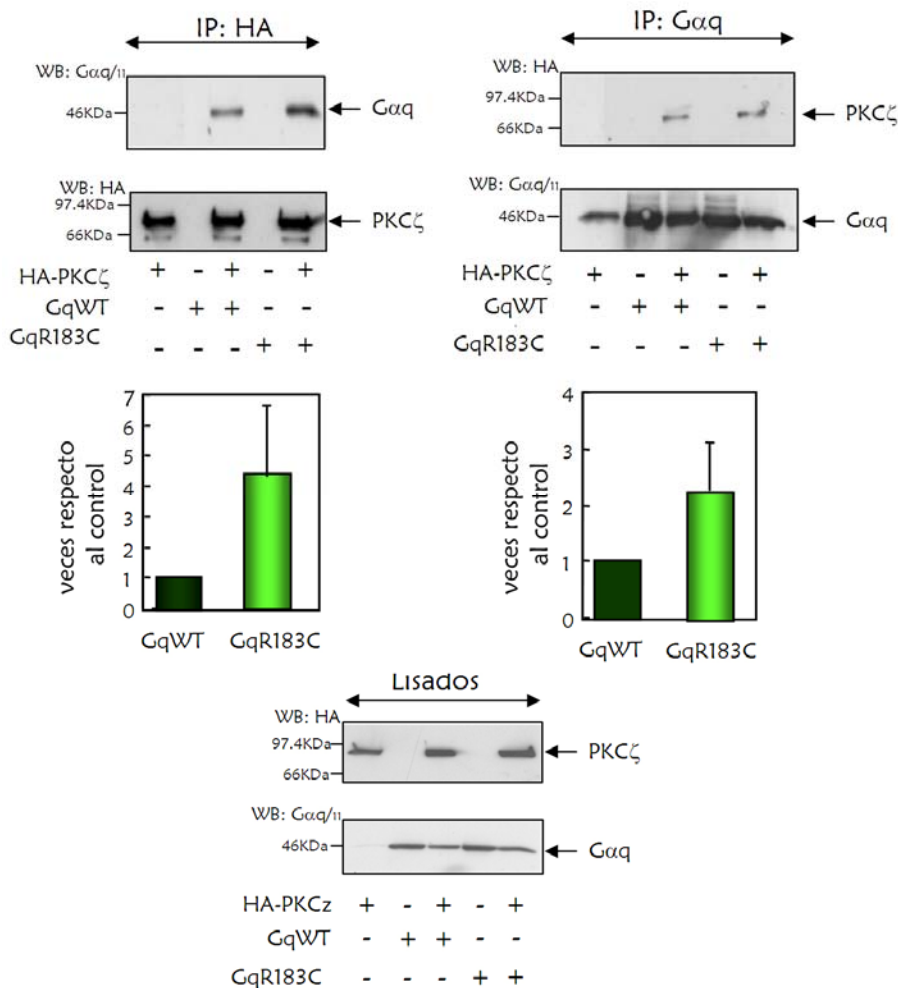 IP: HA
WB: Gαq/11
46KDa
Gαq
WB: HA
97.4KDa
66KDa
PKCζ
HA-PKCζ + - + - +
GqWT - + + - -
GqR183C - - - + +
IP: Gαq
WB: HA
97.4KDa
66KDa
PKCζ
WB: Gαq/11
46KDa
Gαq
HA-PKCζ + - + - +
GqWT - + + - -
GqR183C - - - + +
veces respecto
al control
7
6
5
4
3
2
1
0
GqWT GqR183C
veces respecto
al control
4
3
2
1
0
GqWT GqR183C
Lisados
WB: HA
97.4KDa
66KDa
PKCζ
WB: Gαq/11
46KDa
Gαq
HA-PKCz + - + - +
GqWT - + + - -
GqR183C - - - + +